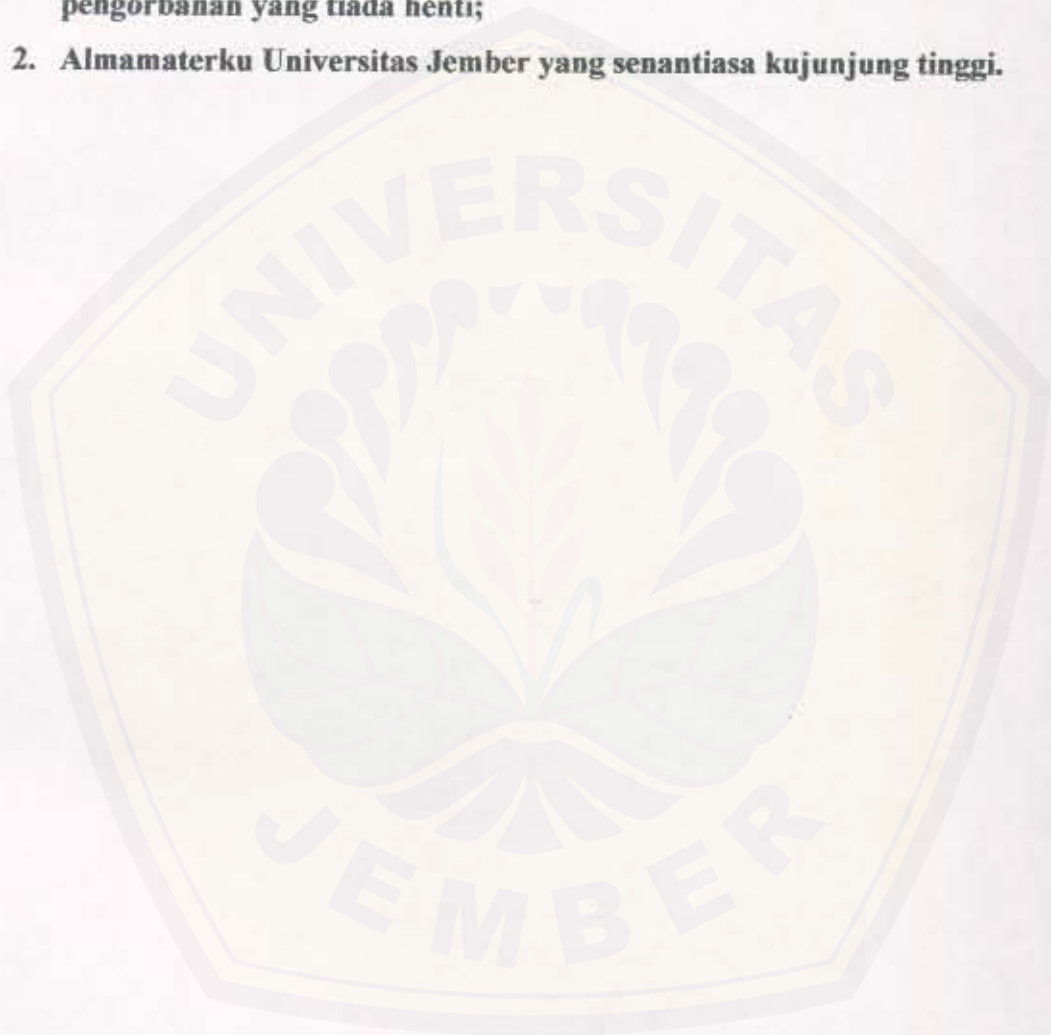 pengorbanan yang tiada henti;
2. Almamaterku Universitas Jember yang senantiasa kujunjung tinggi.
UNIVERSITAS
JEMBER